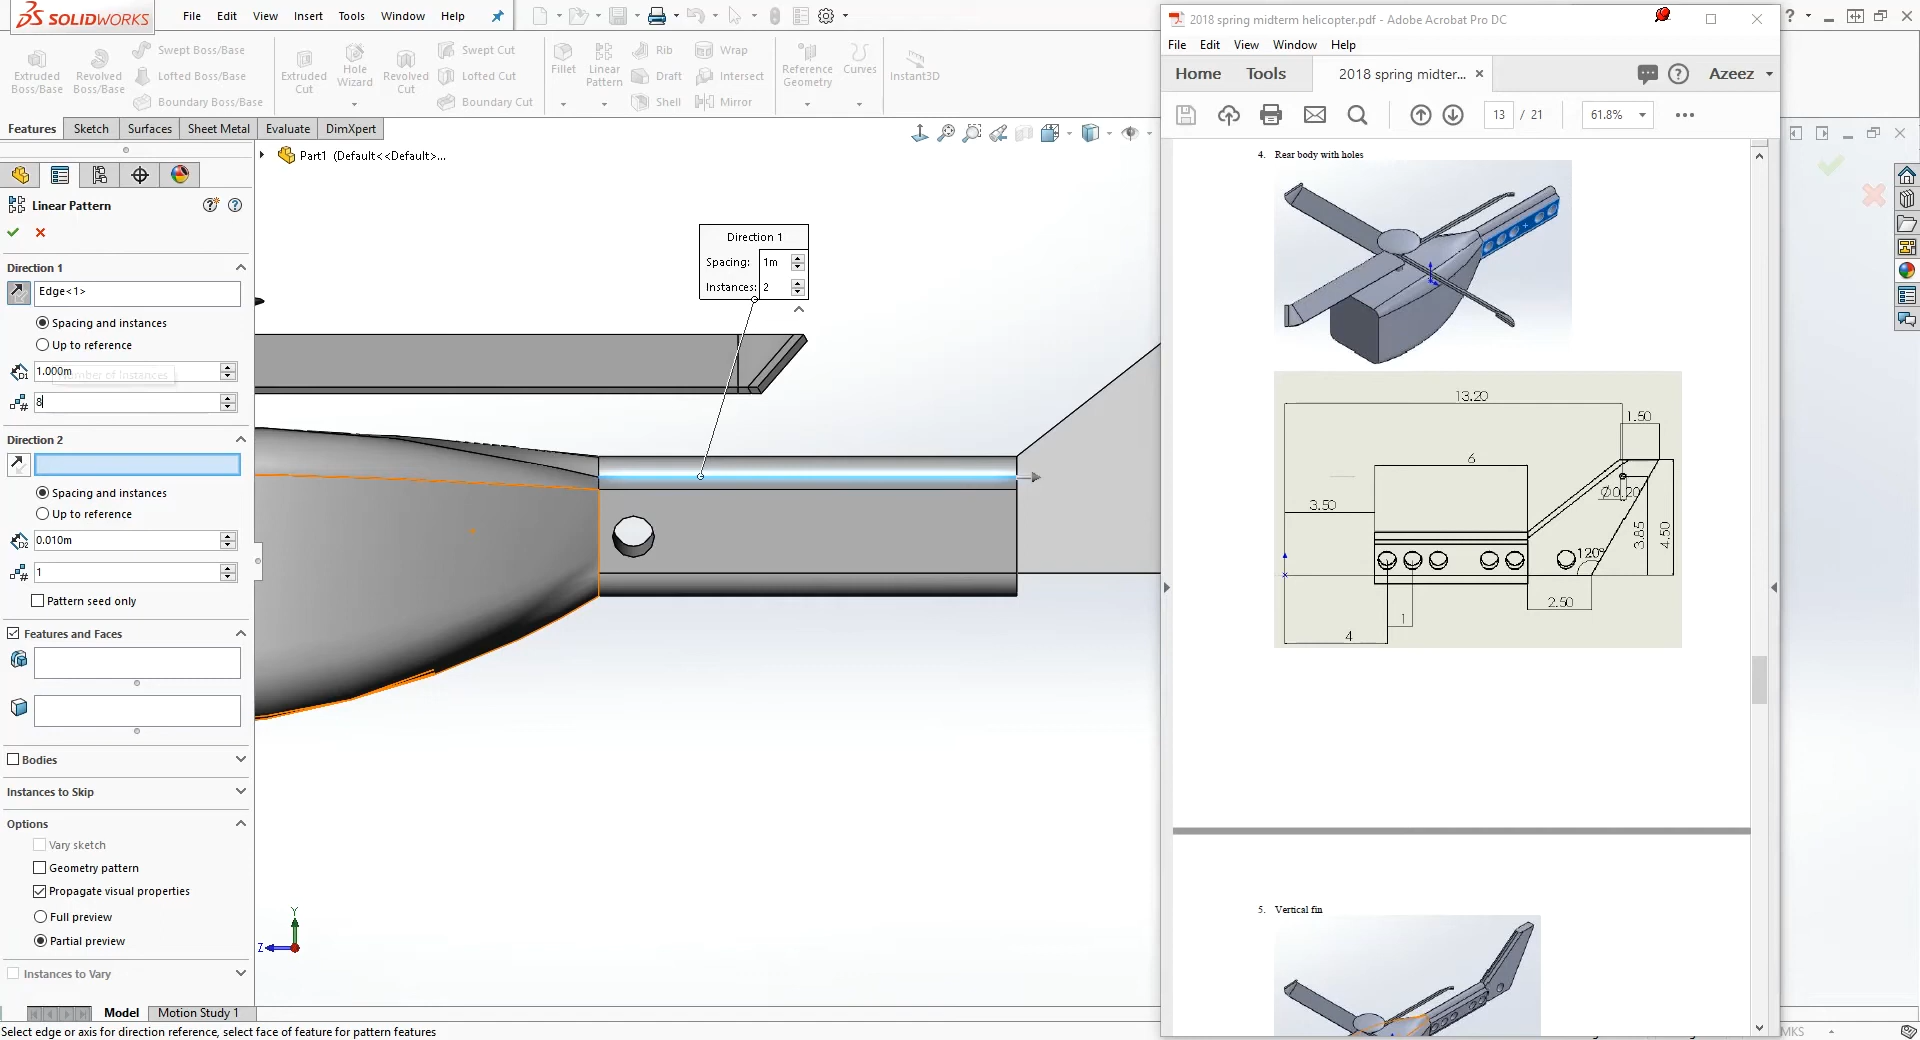 SOLIDWORKS
File Edit View Insert Tools Window Help
Extruded Boss/Base
Revolved Boss/Base
Swept Boss/Base
Lofted Boss/Base
Boundary Boss/Base
Extruded Cut
Hole Wizard
Revolved Cut
Swept Cut
Lofted Cut
Boundary Cut
Fillet
Linear Pattern
Rib
Draft
Shell
Wrap
Intersect
Mirror
Reference Geometry
Curves
Instant3D
Features Sketch Surfaces Sheet Metal Evaluate DimXpert
Part1 (Default<<Default>...
Linear Pattern
Direction 1
Edge<1>
Spacing and instances
Up to reference
D1 1.000m
Number of Instances
# 8
Direction 2
Spacing and instances
Up to reference
D2 0.010m
# 1
Pattern seed only
Features and Faces
Bodies
Instances to Skip
Options
Vary sketch
Geometry pattern
Propagate visual properties
Full preview
Partial preview
Instances to Vary
Direction 1
Spacing: 1m
Instances: 2
Y
Z
Model Motion Study 1
Select edge or axis for direction reference, select face of feature for pattern features
MKS
2018 spring midterm helicopter.pdf - Adobe Acrobat Pro DC
File Edit View Window Help
Home Tools 2018 spring midter... × Azeez
13 / 21 61.8%
4. Rear body with holes
13.20
1.50
6
Ø0.20
3.50
3.85
4.50
120°
2.50
1
4
5. Vertical fin